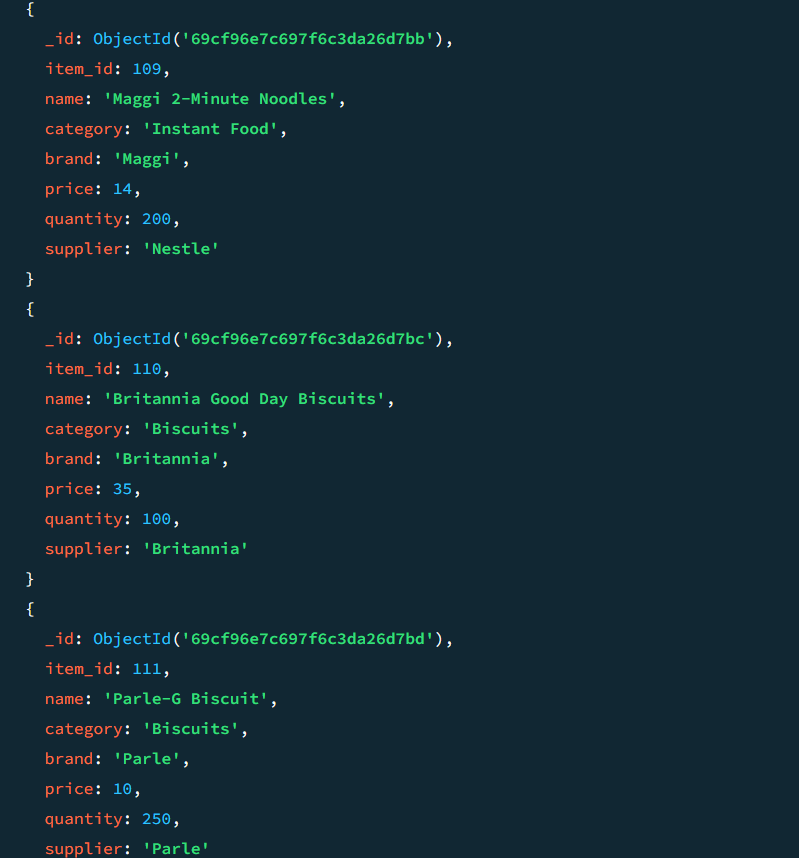 {
_id: ObjectId('69cf96e7c697f6c3da26d7bb'),
item_id: 109,
name: 'Maggi 2-Minute Noodles',
category: 'Instant Food',
brand: 'Maggi',
price: 14,
quantity: 200,
supplier: 'Nestle'
}
{
_id: ObjectId('69cf96e7c697f6c3da26d7bc'),
item_id: 110,
name: 'Britannia Good Day Biscuits',
category: 'Biscuits',
brand: 'Britannia',
price: 35,
quantity: 100,
supplier: 'Britannia'
}
{
_id: ObjectId('69cf96e7c697f6c3da26d7bd'),
item_id: 111,
name: 'Parle-G Biscuit',
category: 'Biscuits',
brand: 'Parle',
price: 10,
quantity: 250,
supplier: 'Parle'